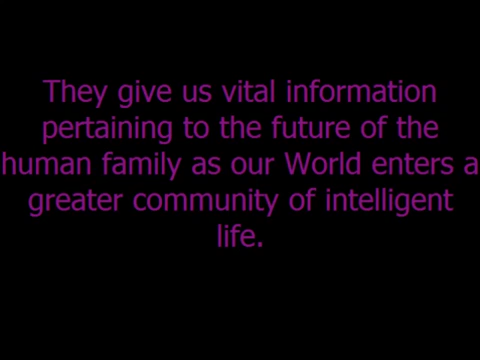 They give us vital information
pertaining to the future of the
human family as our World enters a
greater community of intelligent
life.